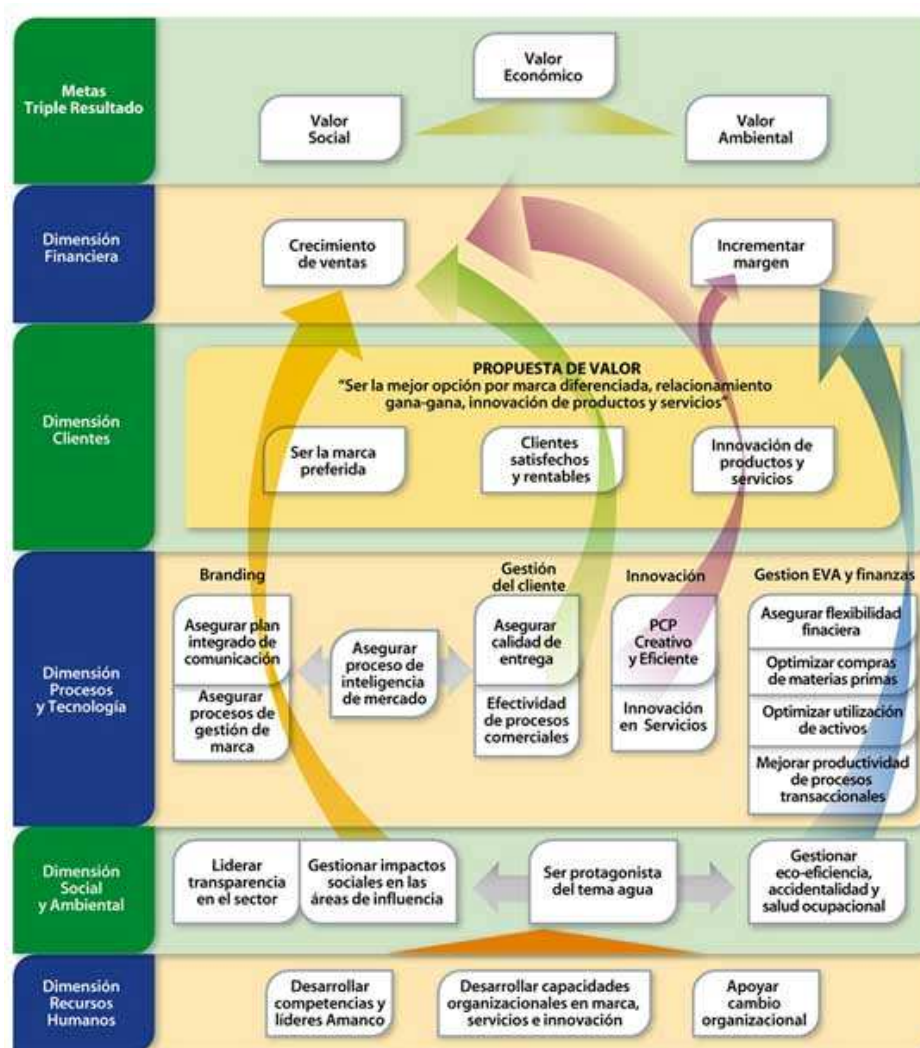 Metas
Triple Resultado
Valor
Económico
Valor
Social
Valor
Ambiental
Dimensión
Financiera
Crecimiento
de ventas
Incrementar
margen
Dimensión
Clientes
PROPUESTA DE VALOR
"Ser la mejor opción por marca diferenciada, relacionamiento
gana-gana, innovación de productos y servicios"
Ser la marca
preferida
Clientes
satisfechos
y rentables
Innovación de
productos y
servicios
Dimensión
Procesos
y Tecnología
Branding
Asegurar plan
integrado de
comunicación
Asegurar
procesos de
gestión de
marca
Asegurar
proceso de
inteligencia
de mercado
Gestión
del cliente
Asegurar
calidad de
entrega
Efectividad
de procesos
comerciales
Innovación
PCP
Creativo
y Eficiente
Innovación
en Servicios
Gestion EVA y finanzas
Asegurar flexibilidad
finaciera
Optimizar compras
de materias primas
Optimizar utilización
de activos
Mejorar productividad
de procesos
transaccionales
Dimensión
Social
y Ambiental
Liderar
transparencia
en el sector
Gestionar impactos
sociales en las
áreas de influencia
Ser protagonista
del tema agua
Gestionar
eco-eficiencia,
accidentalidad y
salud ocupacional
Dimensión
Recursos
Humanos
Desarrollar
competencias y
líderes Amanco
Desarrollar capacidades
organizacionales en marca,
servicios e innovación
Apoyar
cambio
organizacional